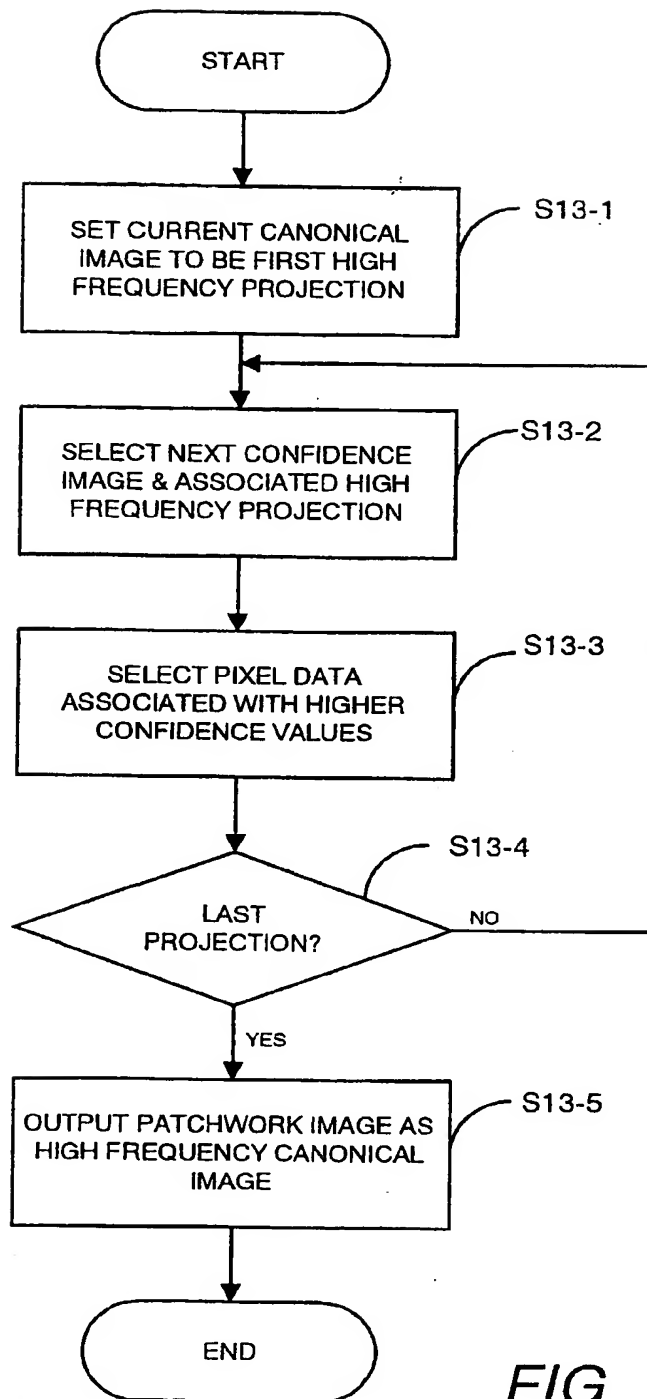 START
SET CURRENT CANONICAL
IMAGE TO BE FIRST HIGH
FREQUENCY PROJECTION
S13-1
SELECT NEXT CONFIDENCE
IMAGE & ASSOCIATED HIGH
FREQUENCY PROJECTION
S13-2
SELECT PIXEL DATA
ASSOCIATED WITH HIGHER
CONFIDENCE VALUES
S13-3
LAST
PROJECTION?
S13-4
NO
YES
OUTPUT PATCHWORK IMAGE AS
HIGH FREQUENCY CANONICAL
IMAGE
S13-5
END
FIG